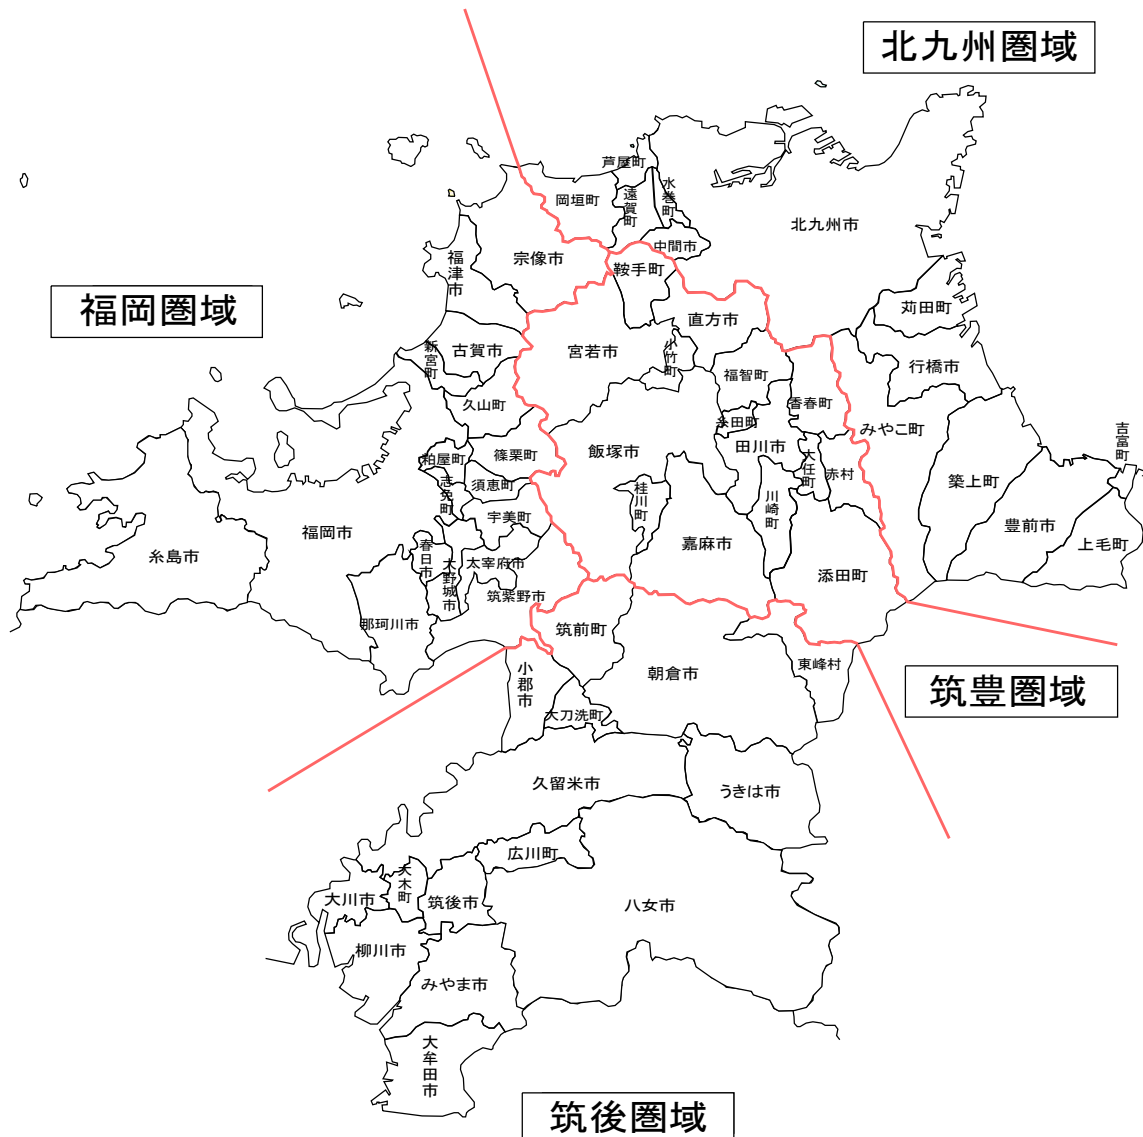 北九州圏域
芦屋町
岡垣町
遠賀町
水巻町
北九州市
中間市
宗像市
鞍手町
福津市
福岡圏域
苅田町
直方市
新宮町
古賀市
宮若市
小竹町
行橋市
福智町
久山町
香春町
糸田町
みやこ町
吉富町
粕屋町
篠栗町
飯塚市
田川市
大任町
赤村
築上町
志免町
須恵町
桂川町
川崎町
宇美町
豊前市
福岡市
糸島市
春日市
大野城市
太宰府市
嘉麻市
上毛町
添田町
筑紫野市
那珂川市
筑前町
小郡市
朝倉市
東峰村
筑豊圏域
大刀洗町
久留米市
うきは市
広川町
大木町
大川市
筑後市
八女市
柳川市
みやま市
大牟田市
筑後圏域